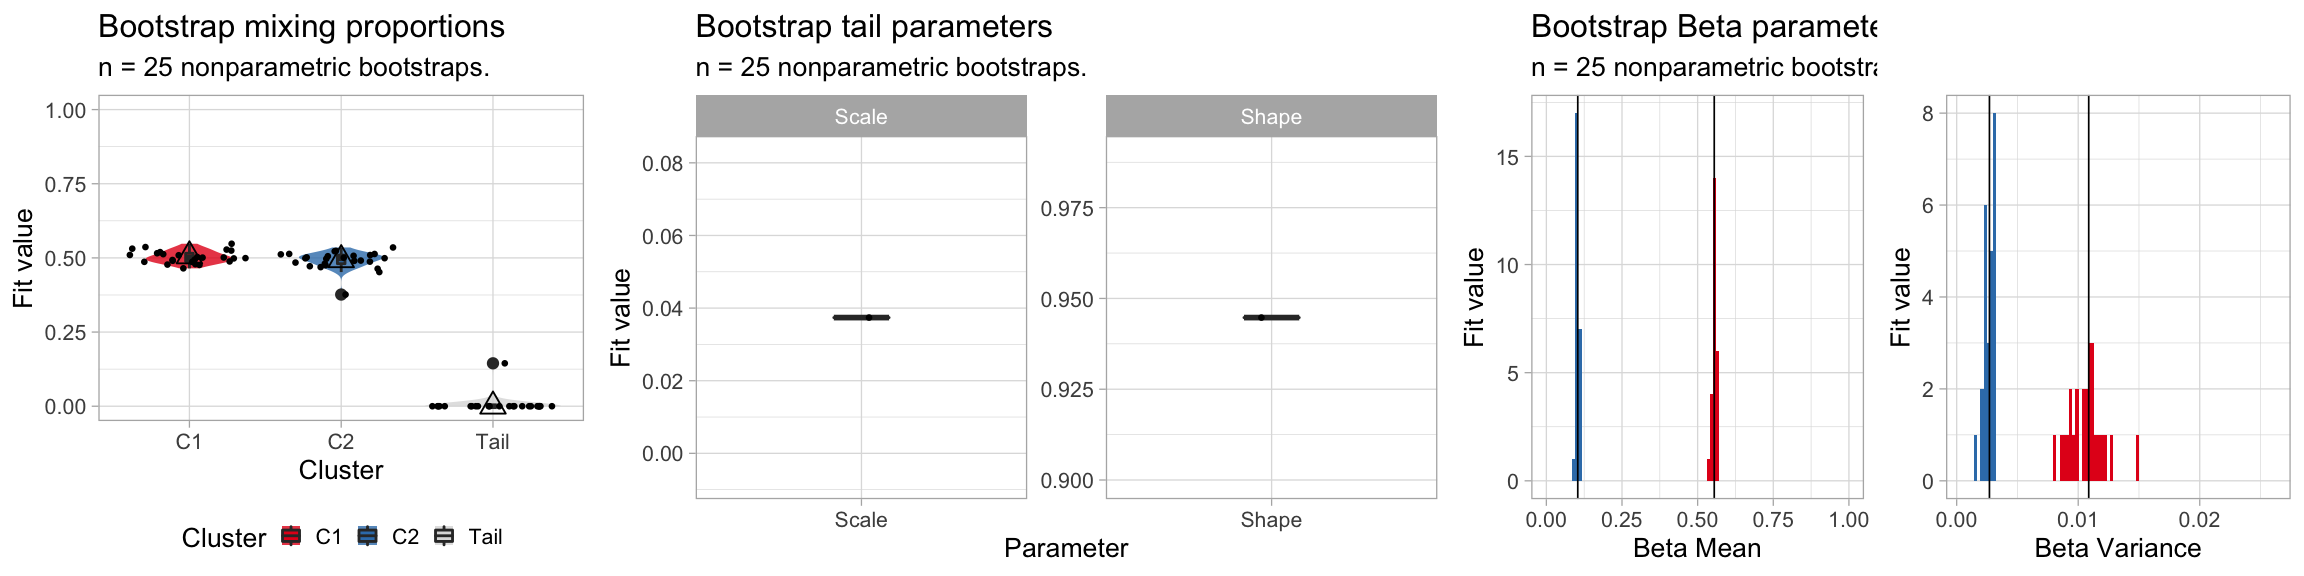 Bootstrap mixing proportions
n = 25 nonparametric bootstraps.
Fit value
1.00
0.75
0.50
0.25
0.00
C1
C2
Tail
Cluster
Cluster
C1
C2
Tail
Bootstrap tail parameters
n = 25 nonparametric bootstraps.
Scale
Shape
Fit value
0.08
0.06
0.04
0.02
0.00
0.975
0.950
0.925
0.900
Scale
Shape
Parameter
Bootstrap Beta paramete
n = 25 nonparametric bootstra
Fit value
15
10
5
0
0.00
0.25
0.50
0.75
1.00
Beta Mean
Fit value
8
6
4
2
0
0.00
0.01
0.02
Beta Variance